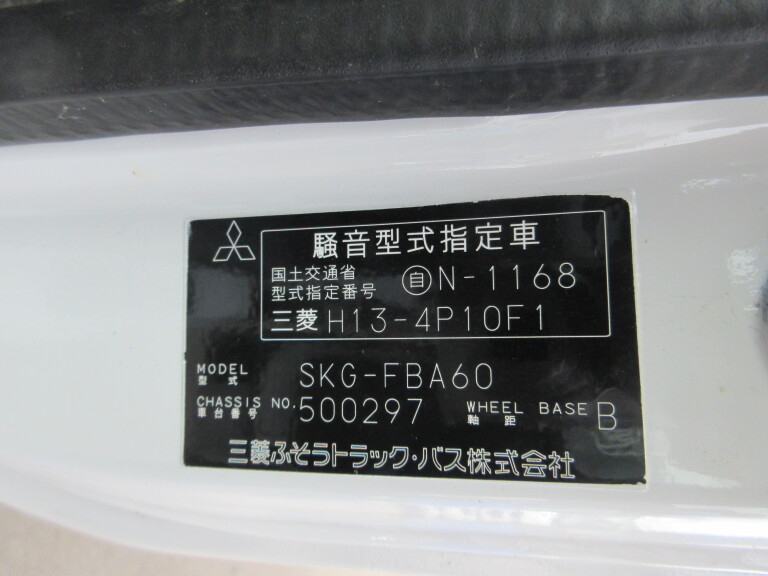 騒音型式指定車
国土交通省
型式指定番号 自N-1168
三菱 H13-4P10F1
MODEL
型式 SKG-FBA60
CHASSIS NO. 500297 WHEEL BASE B
車台番号 軸距
三菱ふそうトラック・バス株式会社